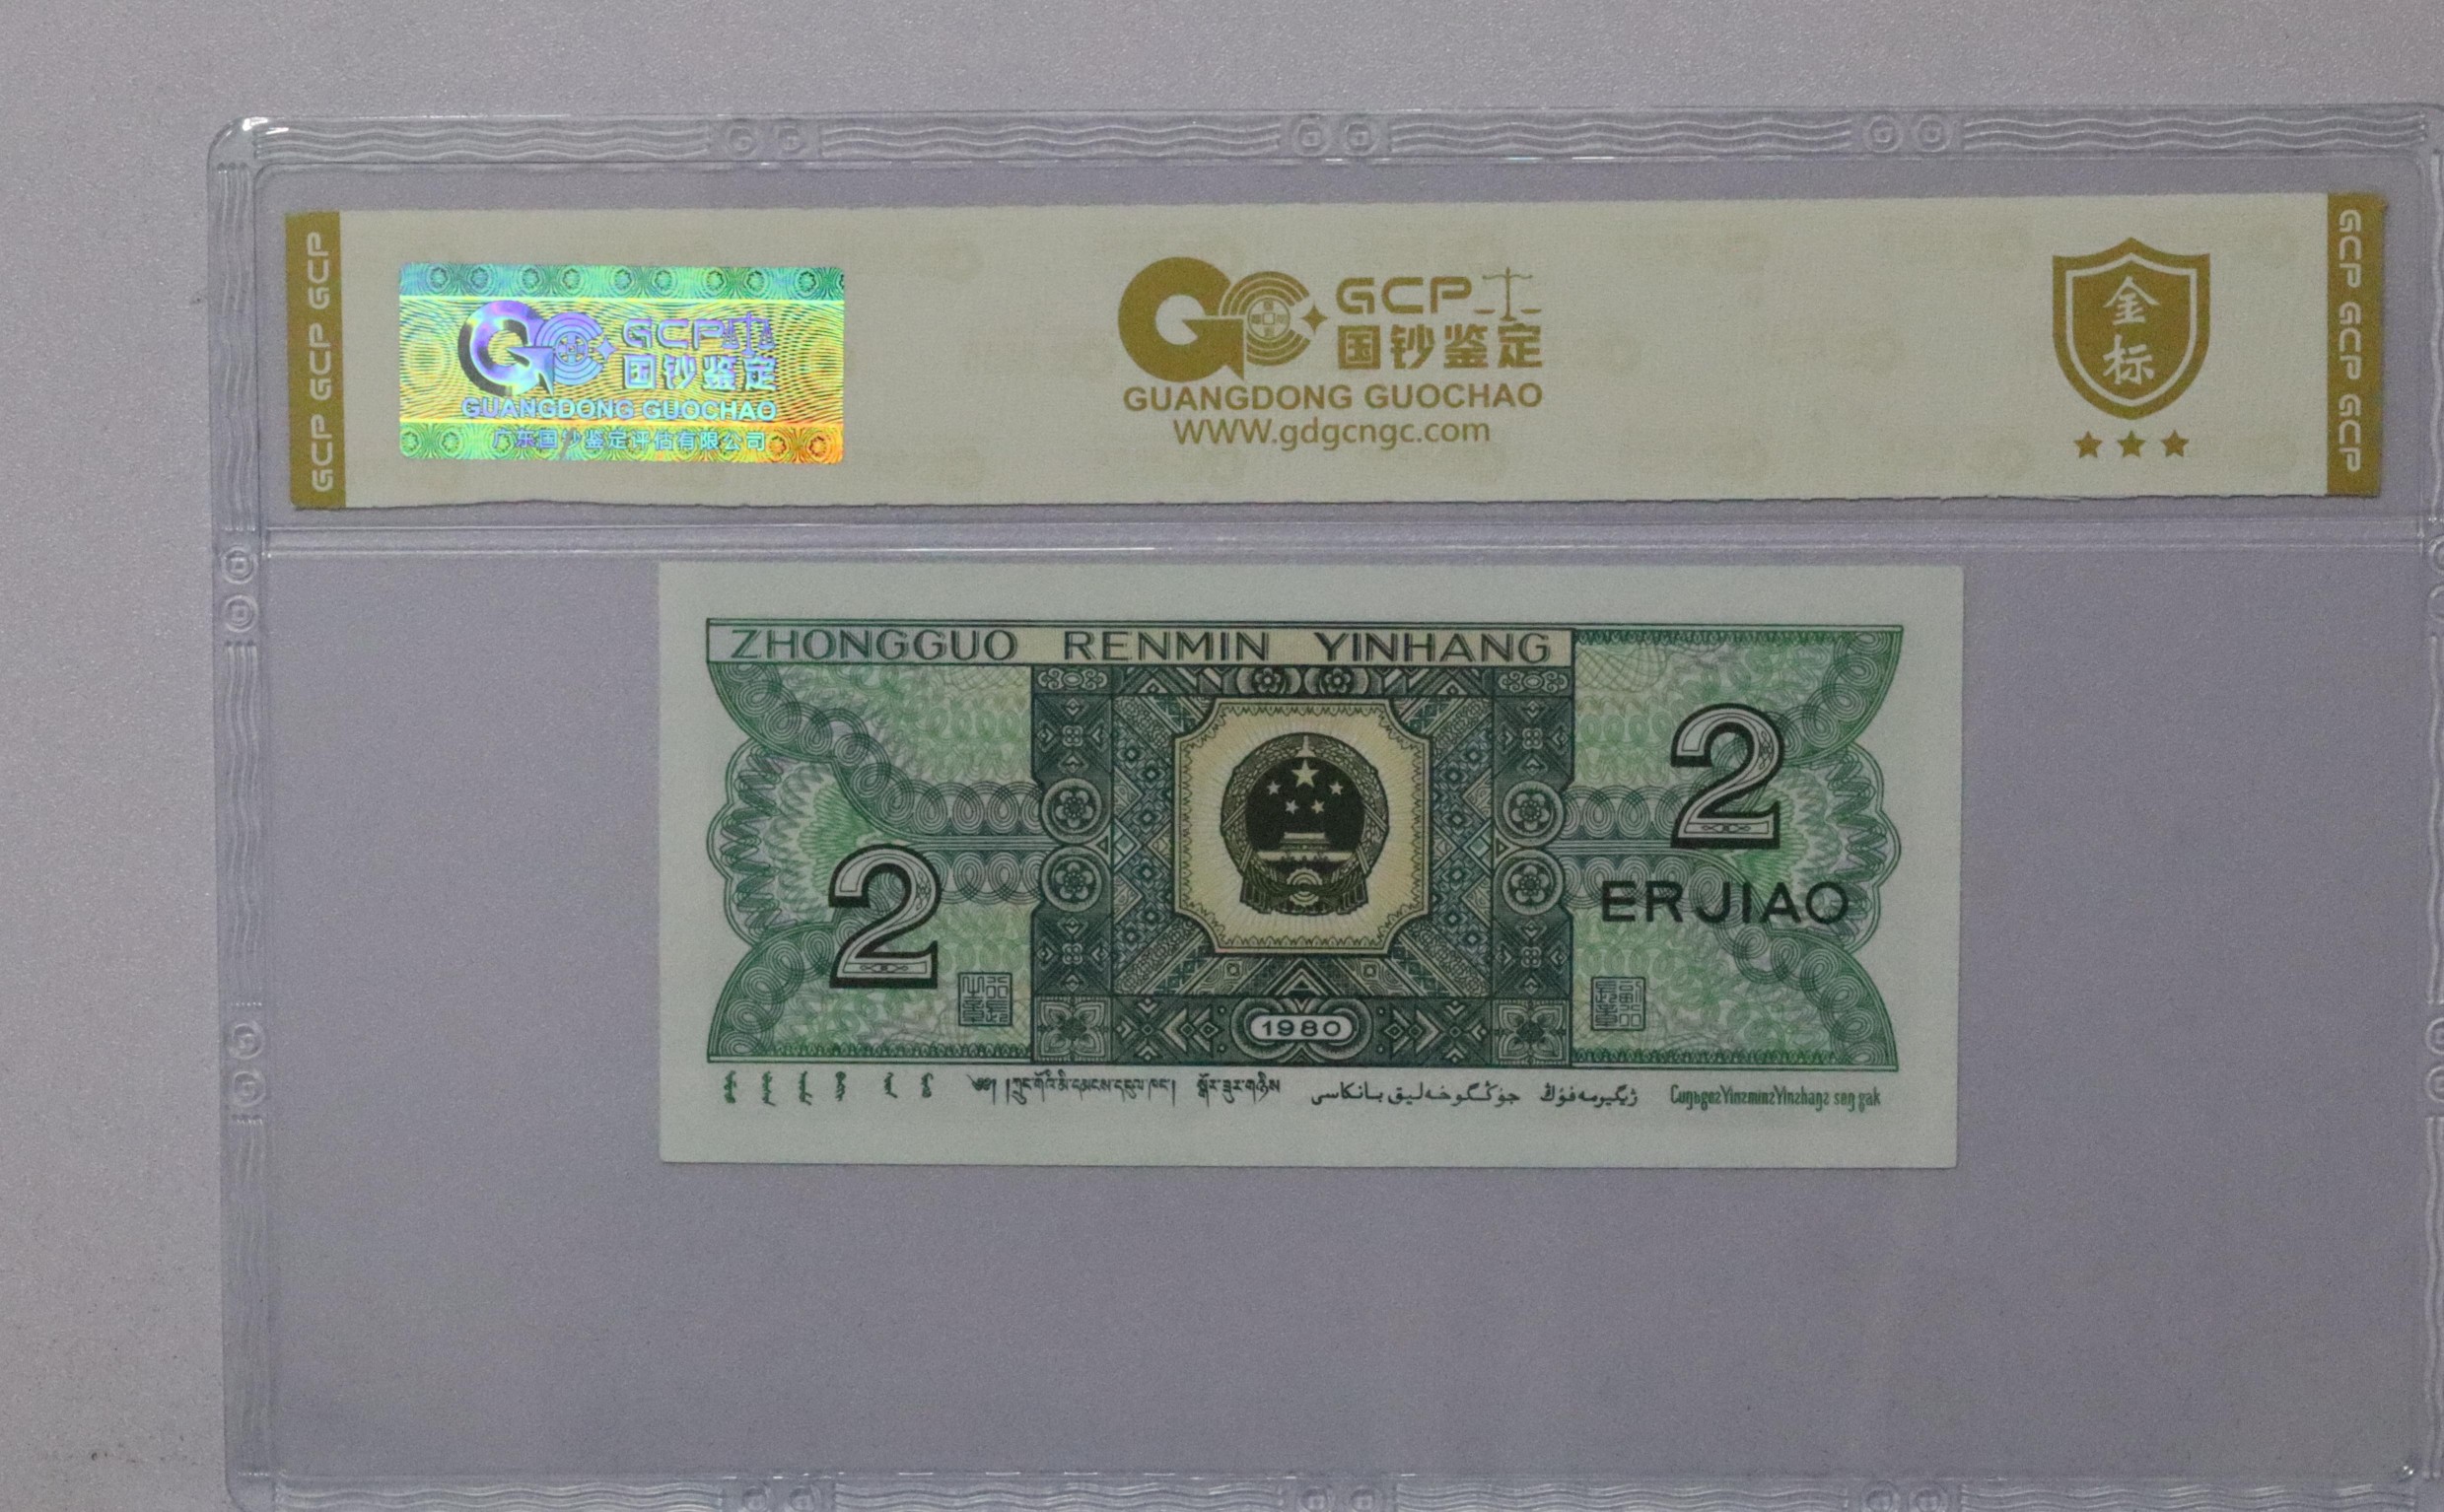 GCP GCP GCP
GCP
国钞鉴定
GUANGDONG GUOCHAO
广东国钞鉴定评估有限公司
GCP
国钞鉴定
GUANGDONG GUOCHAO
WWW.gdgcngc.com
金
标
GCP GCP GCP
ZHONGGUO RENMIN YINHANG
2
2
ERJIAO
1980